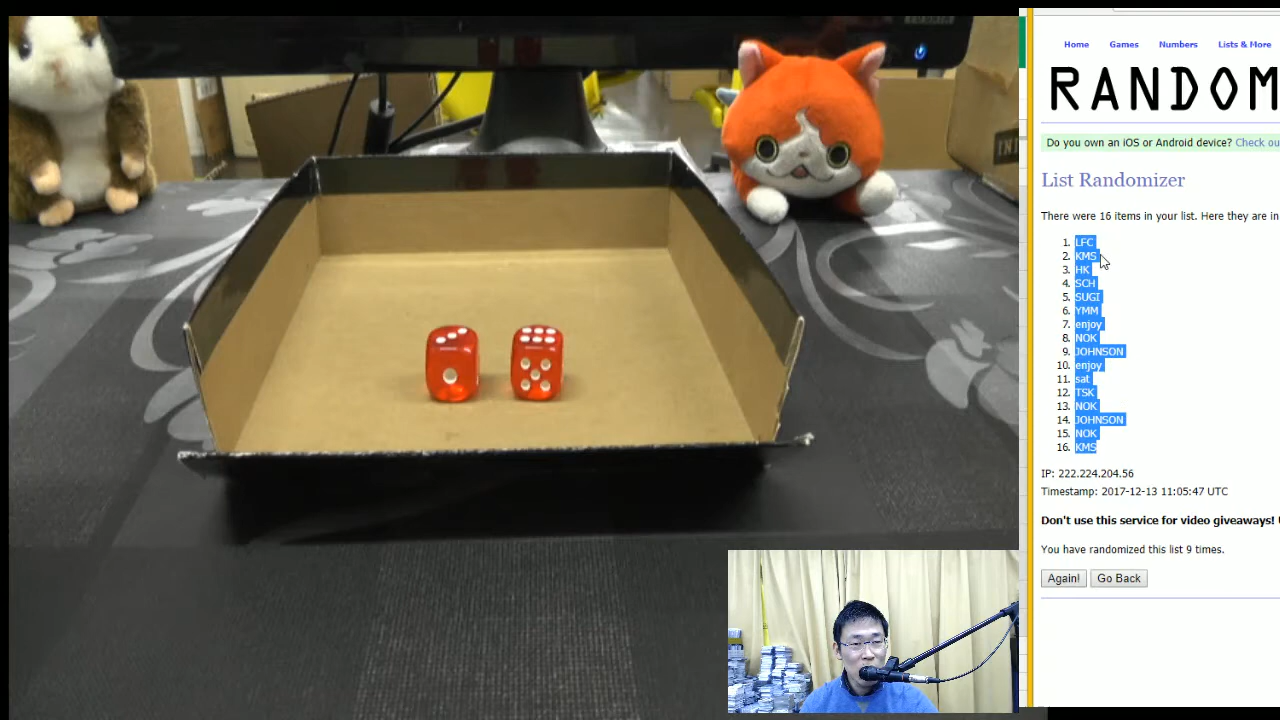 Home Games Numbers Lists & More
RANDOM
Do you own an iOS or Android device? Check ou
List Randomizer
There were 16 items in your list. Here they are in
1. LFC
2. KMS
3. HK
4. SCH
5. SUGI
6. YMM
7. enjoy
8. NOK
9. JOHNSON
10. enjoy
11. sat
12. TSK
13. NOK
14. JOHNSON
15. NOK
16. KMS
IP: 222.224.204.56
Timestamp: 2017-12-13 11:05:47 UTC
Don't use this service for video giveaways!
You have randomized this list 9 times.
Again! Go Back